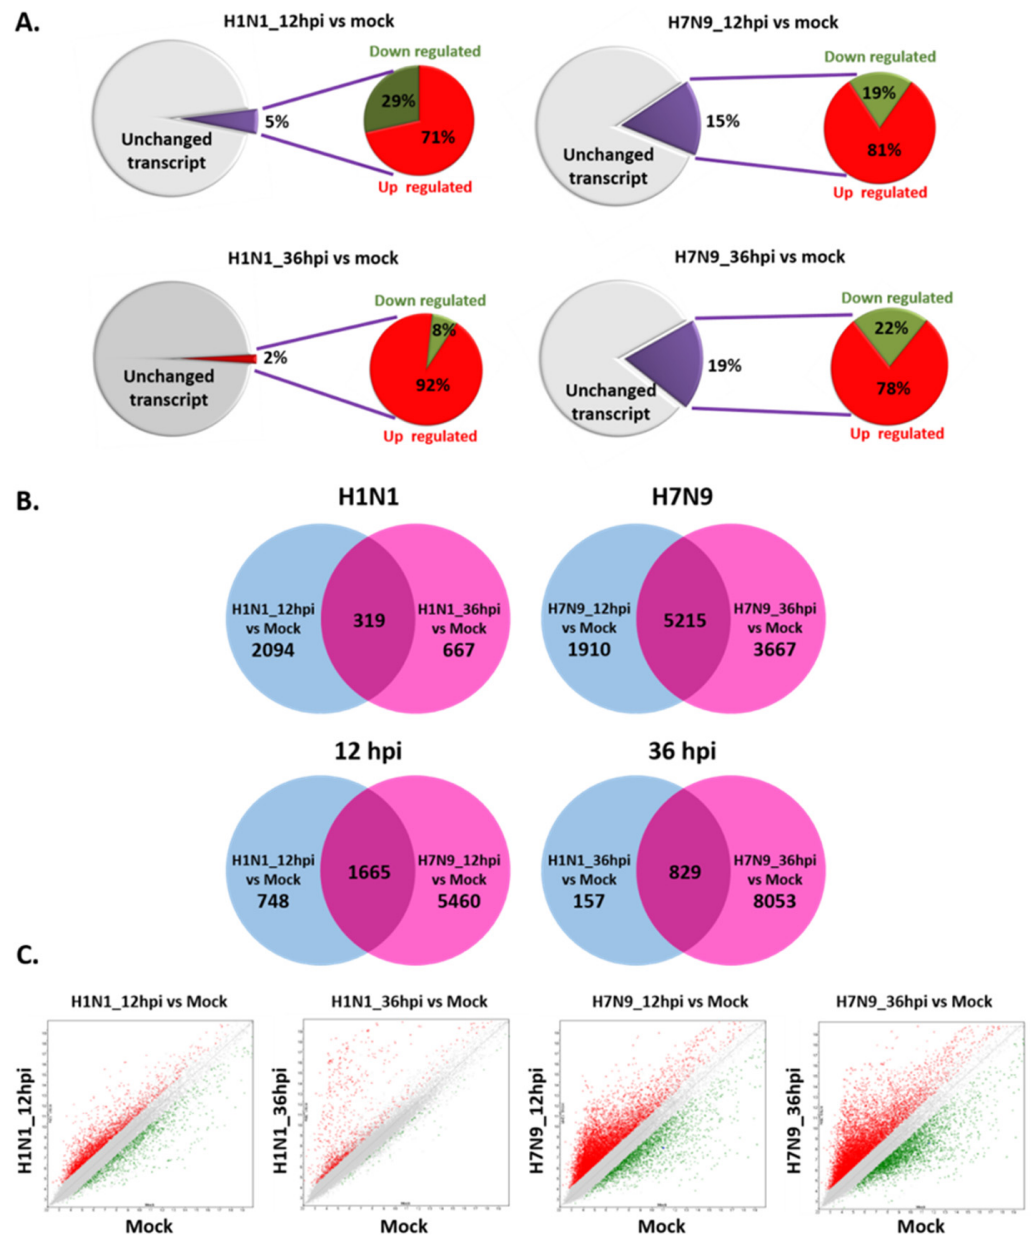 A.
H1N1_12hpi vs mock
Down regulated
29%
71%
5%
Unchanged
transcript
Up regulated
H7N9_12hpi vs mock
Down regulated
19%
81%
15%
Unchanged
transcript
Up regulated
H1N1_36hpi vs mock
Down regulated
8%
92%
2%
Unchanged
transcript
Up regulated
H7N9_36hpi vs mock
Down regulated
22%
78%
19%
Unchanged
transcript
Up regulated
B.
H1N1
H1N1_12hpi
vs Mock
2094
319
H1N1_36hpi
vs Mock
667
H7N9
H7N9_12hpi
vs Mock
1910
5215
H7N9_36hpi
vs Mock
3667
12 hpi
H1N1_12hpi
vs Mock
748
1665
H7N9_12hpi
vs Mock
5460
36 hpi
H1N1_36hpi
vs Mock
157
829
H7N9_36hpi
vs Mock
8053
C.
H1N1_12hpi vs Mock
H1N1_12hpi
Mock
H1N1_36hpi vs Mock
H1N1_36hpi
Mock
H7N9_12hpi vs Mock
H7N9_12hpi
Mock
H7N9_36hpi vs Mock
H7N9_36hpi
Mock